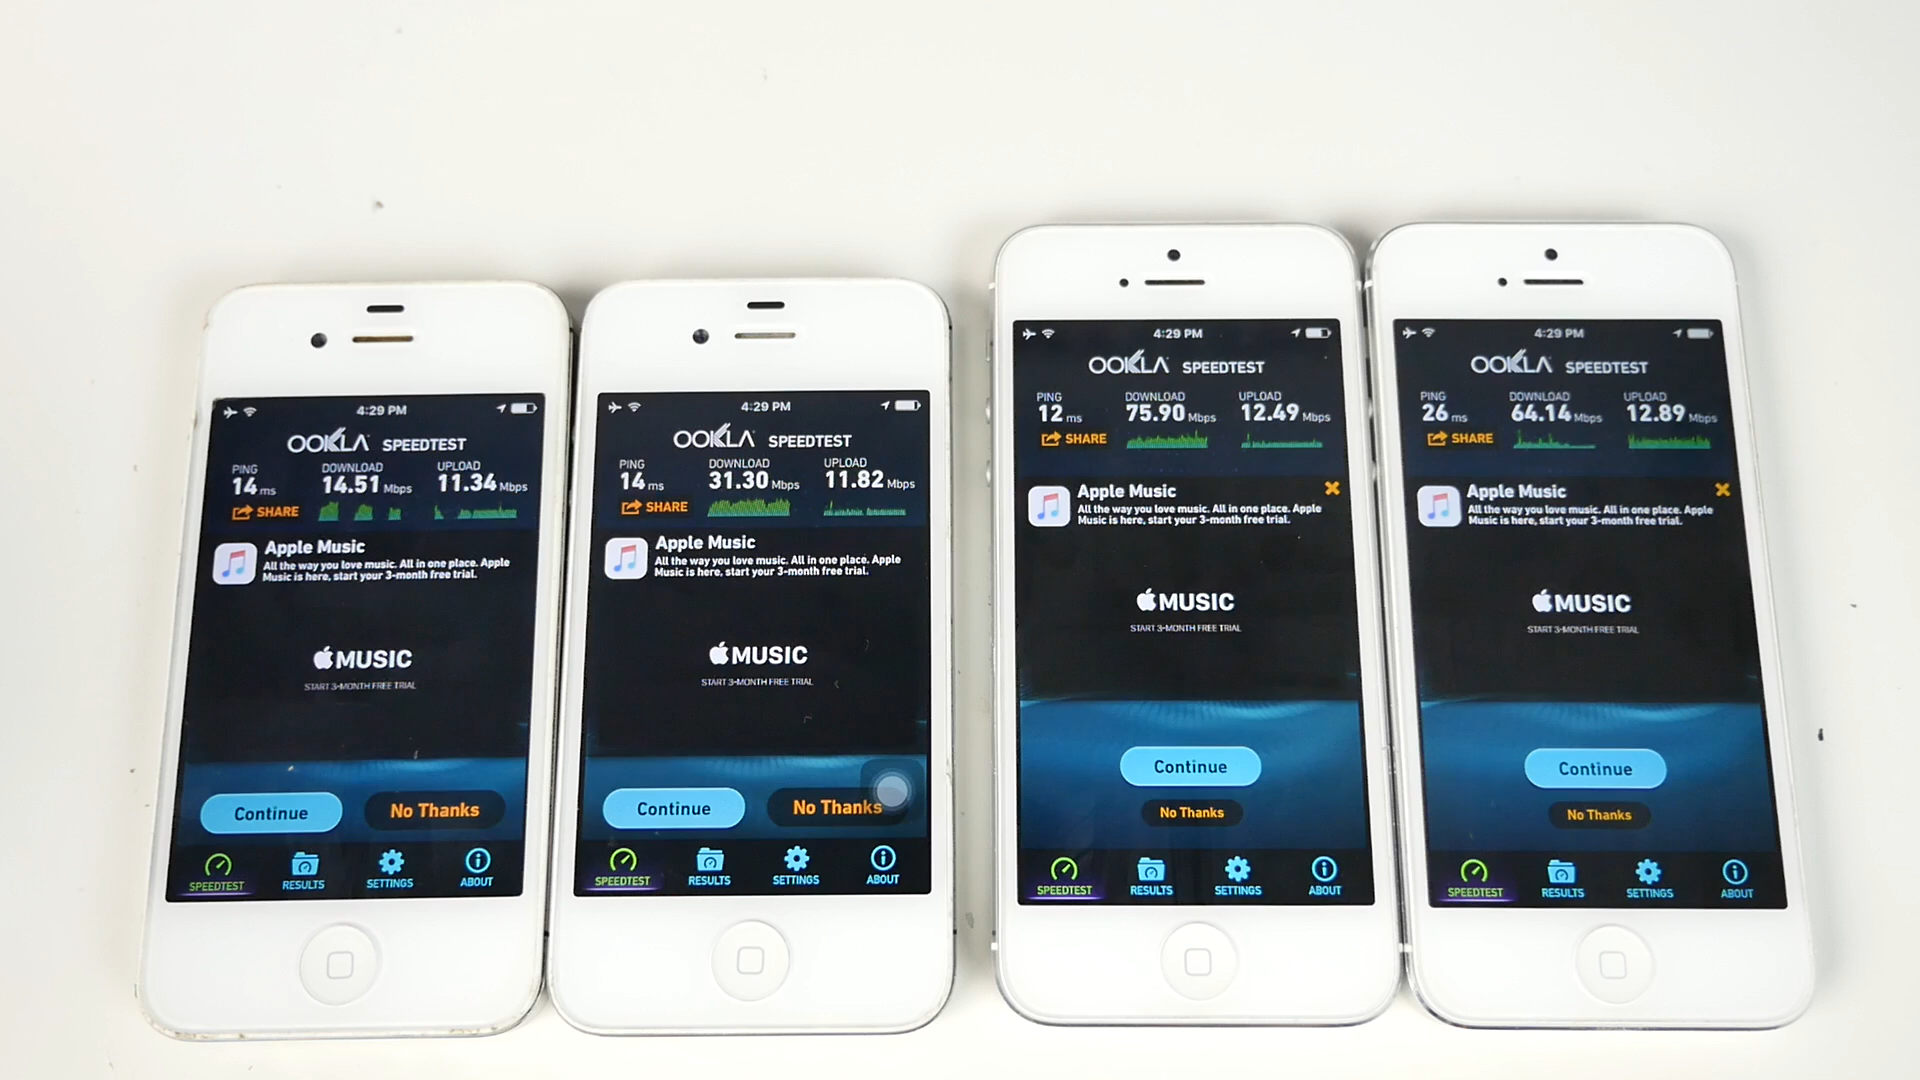 4:29 PM
OOKLA SPEEDTEST
PING DOWNLOAD UPLOAD
14 ms 14.51 Mbps 11.34 Mbps
SHARE
Apple Music
All the way you love music. All in one place. Apple
Music is here, start your 3-month free trial.
MUSIC
START 3-MONTH FREE TRIAL
Continue No Thanks
SPEEDTEST RESULTS SETTINGS ABOUT
4:29 PM
OOKLA SPEEDTEST
PING DOWNLOAD UPLOAD
14 ms 31.30 Mbps 11.82 Mbps
SHARE
Apple Music
All the way you love music. All in one place. Apple
Music is here, start your 3-month free trial.
MUSIC
START 3-MONTH FREE TRIAL
Continue No Thanks
SPEEDTEST RESULTS SETTINGS ABOUT
4:29 PM
OOKLA SPEEDTEST
PING DOWNLOAD UPLOAD
12 ms 75.90 Mbps 12.49 Mbps
SHARE
Apple Music
All the way you love music. All in one place. Apple
Music is here, start your 3-month free trial.
MUSIC
START 3-MONTH FREE TRIAL
Continue
No Thanks
SPEEDTEST RESULTS SETTINGS ABOUT
4:29 PM
OOKLA SPEEDTEST
PING DOWNLOAD UPLOAD
26 ms 64.14 Mbps 12.89 Mbps
SHARE
Apple Music
All the way you love music. All in one place. Apple
Music is here, start your 3-month free trial.
MUSIC
START 3-MONTH FREE TRIAL
Continue
No Thanks
SPEEDTEST RESULTS SETTINGS ABOUT